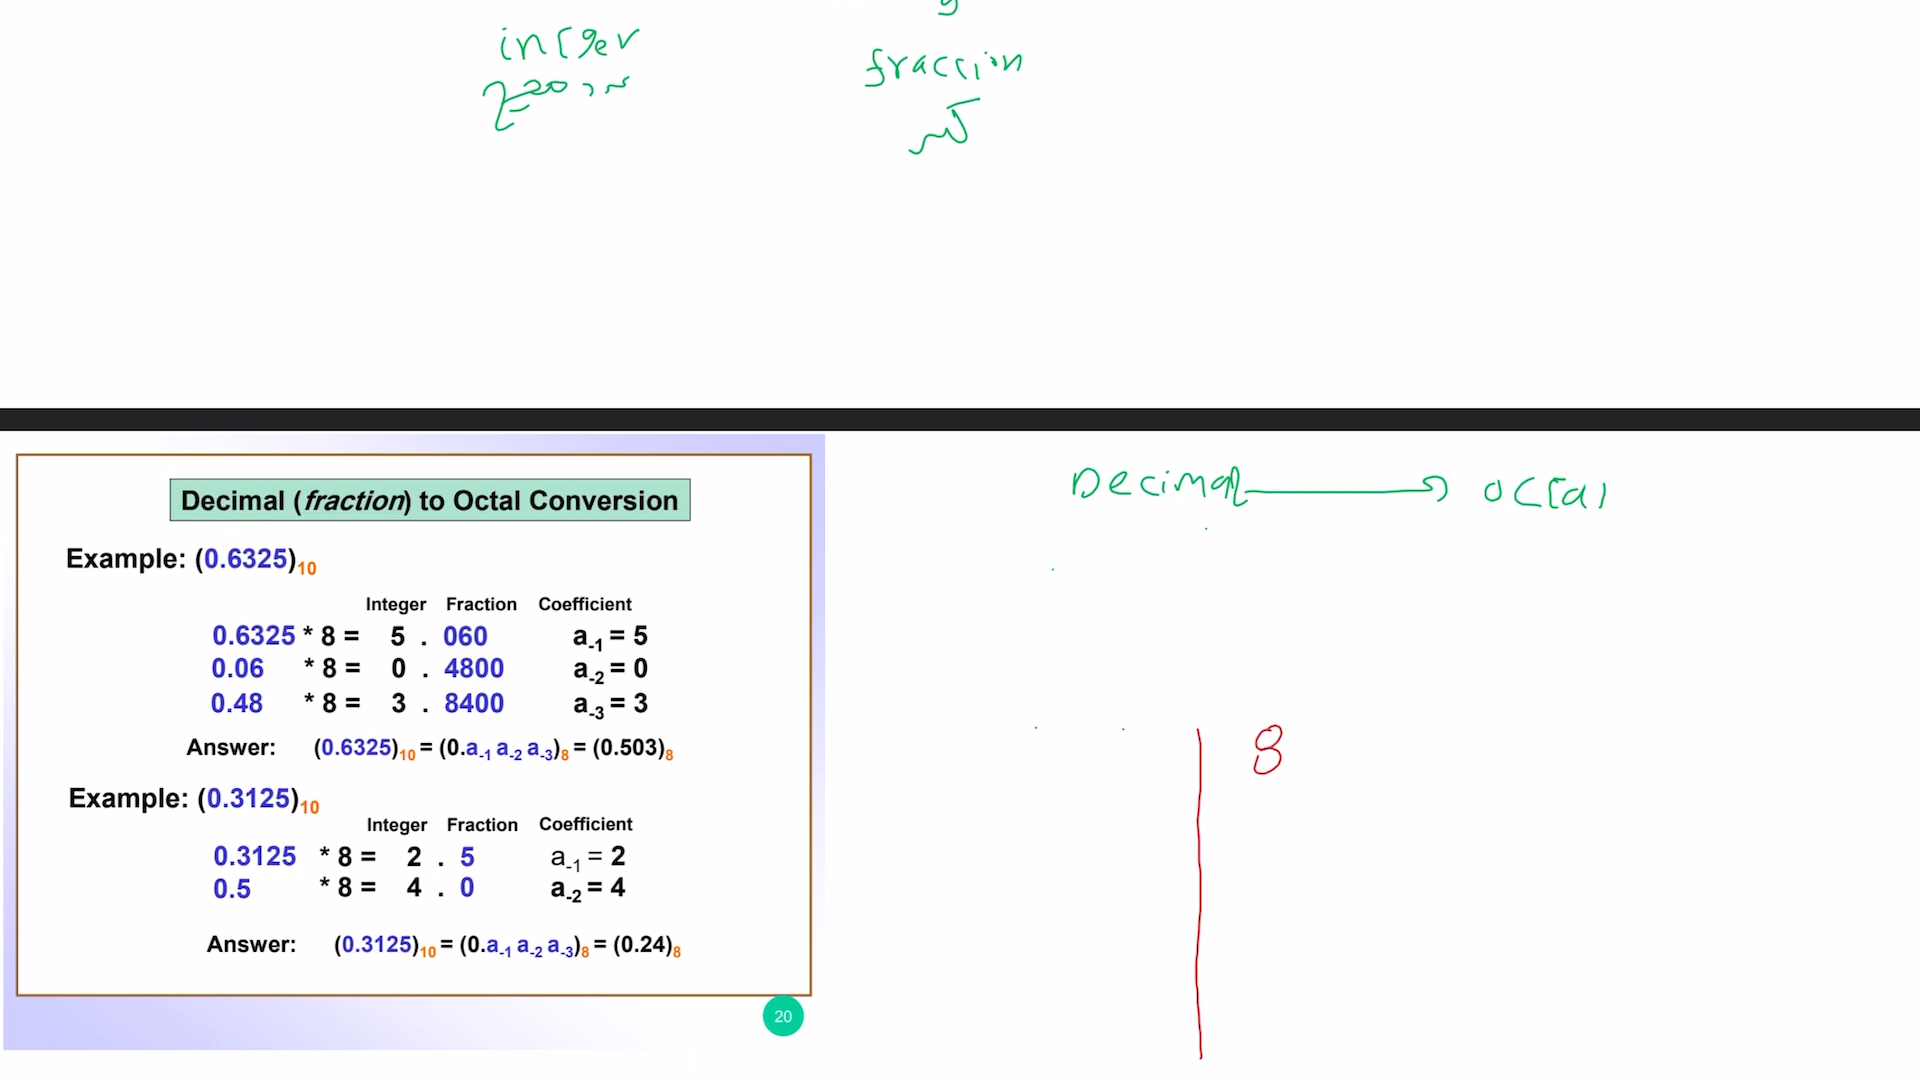 intger
fraction
Decimal → octal
Decimal (fraction) to Octal Conversion
Example: (0.6325)10
Integer Fraction Coefficient
0.6325 * 8 = 5 . 060 a-1 = 5
0.06 * 8 = 0 . 4800 a-2 = 0
0.48 * 8 = 3 . 8400 a-3 = 3
Answer: (0.6325)10 = (0.a-1 a-2 a-3)8 = (0.503)8
Example: (0.3125)10
Integer Fraction Coefficient
0.3125 * 8 = 2 . 5 a-1 = 2
0.5 * 8 = 4 . 0 a-2 = 4
Answer: (0.3125)10 = (0.a-1 a-2 a-3)8 = (0.24)8
20
8